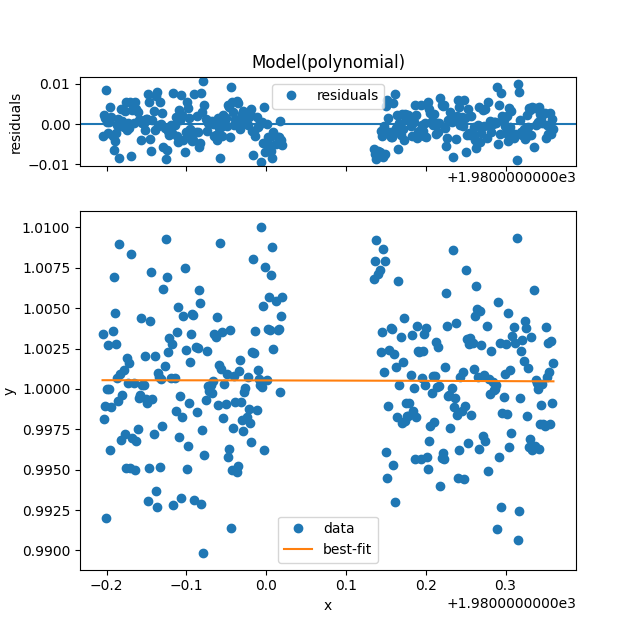 Model(polynomial)
residuals
0.01
0.00
−0.01
residuals
+1.9800000000e3
y
1.0100
1.0075
1.0050
1.0025
1.0000
0.9975
0.9950
0.9925
0.9900
data
best-fit
−0.2
−0.1
0.0
0.1
0.2
0.3
x
+1.9800000000e3